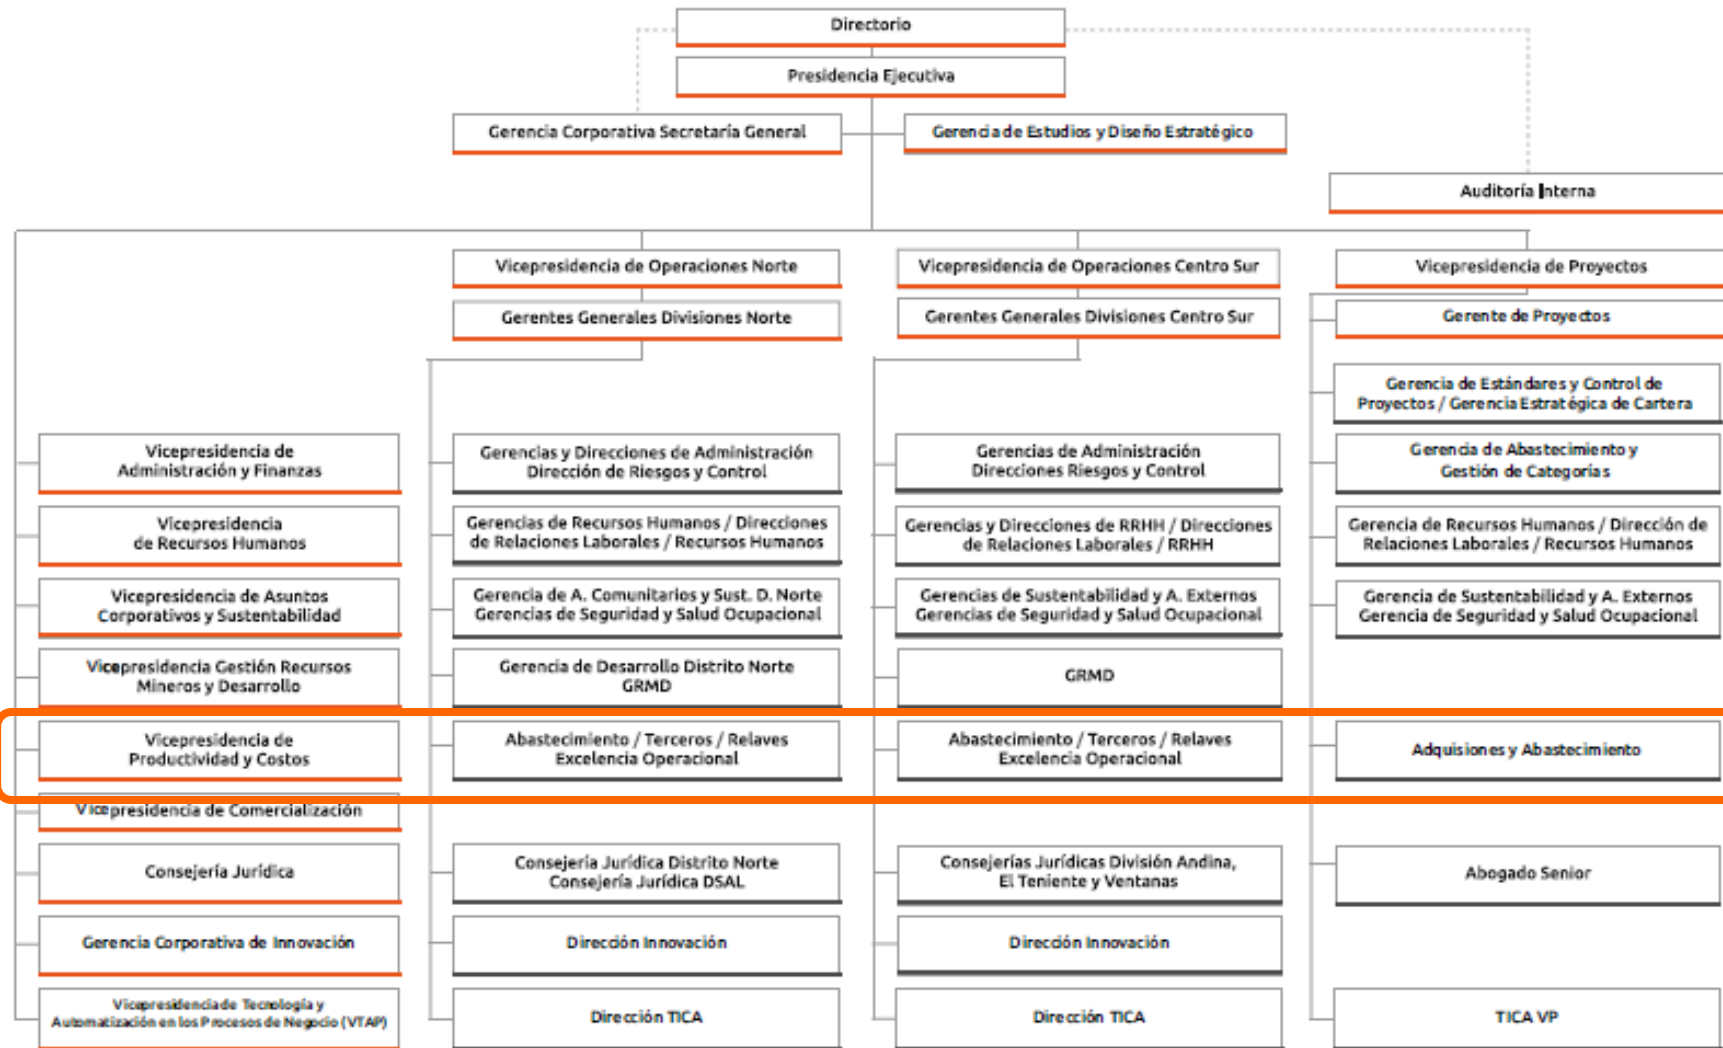 Directorio
Presidencia Ejecutiva
Gerencia Corporativa Secretaría General
Gerencia de Estudios y Diseño Estratégico
Auditoría Interna
Vicepresidencia de Operaciones Norte
Vicepresidencia de Operaciones Centro Sur
Vicepresidencia de Proyectos
Gerentes Generales Divisiones Norte
Gerentes Generales Divisiones Centro Sur
Gerente de Proyectos
Gerencia de Estándares y Control de
Proyectos / Gerencia Estratégica de Cartera
Vicepresidencia de
Administración y Finanzas
Gerencias y Direcciones de Administración
Dirección de Riesgos y Control
Gerencias de Administración
Direcciones Riesgos y Control
Gerencia de Abastecimiento y
Gestión de Categorías
Vicepresidencia
de Recursos Humanos
Gerencias de Recursos Humanos / Direcciones
de Relaciones Laborales / Recursos Humanos
Gerencias y Direcciones de RRHH / Direcciones
de Relaciones Laborales / RRHH
Gerencia de Recursos Humanos / Dirección de
Relaciones Laborales / Recursos Humanos
Vicepresidencia de Asuntos
Corporativos y Sustentabilidad
Gerencia de A. Comunitarios y Sust. D. Norte
Gerencias de Seguridad y Salud Ocupacional
Gerencias de Sustentabilidad y A. Externos
Gerencias de Seguridad y Salud Ocupacional
Gerencia de Sustentabilidad y A. Externos
Gerencia de Seguridad y Salud Ocupacional
Vicepresidencia Gestión Recursos
Mineros y Desarrollo
Gerencia de Desarrollo Distrito Norte
GRMD
GRMD
Vicepresidencia de
Productividad y Costos
Abastecimiento / Terceros / Relaves
Excelencia Operacional
Abastecimiento / Terceros / Relaves
Excelencia Operacional
Adquisiones y Abastecimiento
Vicepresidencia de Comercialización
Consejería Jurídica
Consejería Jurídica Distrito Norte
Consejería Jurídica DSAL
Consejerías Jurídicas División Andina,
El Teniente y Ventanas
Abogado Senior
Gerencia Corporativa de Innovación
Dirección Innovación
Dirección Innovación
Vicepresidencia de Tecnología y
Automatización en los Procesos de Negocio (VTAP)
Dirección TICA
Dirección TICA
TICA VP